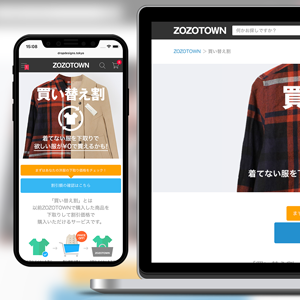 15:08
ZOZOTOWN
買い替え割
着てない服を下取りで
欲しい服が¥0で買えるかも!
割引額の確認はこちら
「買い替え割」とは
以前ZOZOTOWNで購入した商品を
下取りして割引価格で
購入いただけるサービスです。
ZOZOTOWN
何をお探しですか?
ZOZOTOWN > 買い替え割
買い
着てない服を下